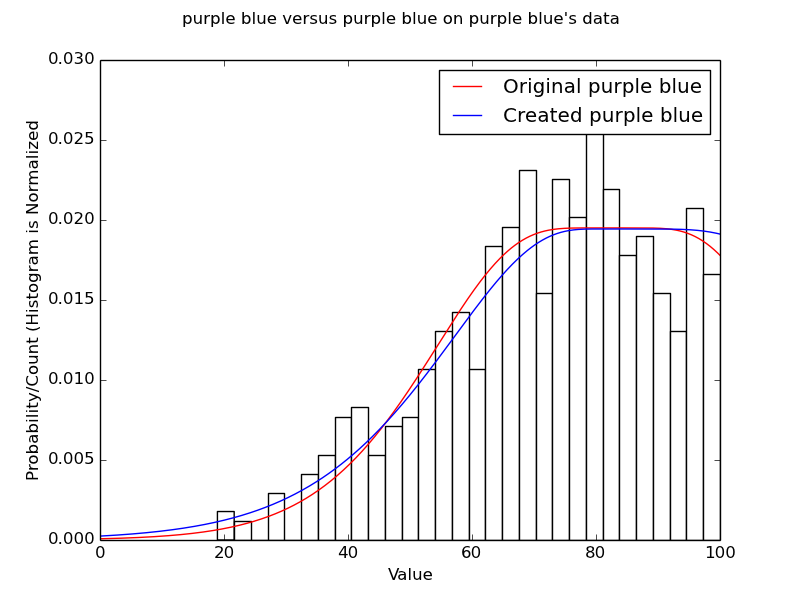 purple blue versus purple blue on purple blue's data
0.030
0.025
0.020
0.015
0.010
0.005
0.000
Probability/Count (Histogram is Normalized
Original purple blue
Created purple blue
0 20 40 60 80 100
Value